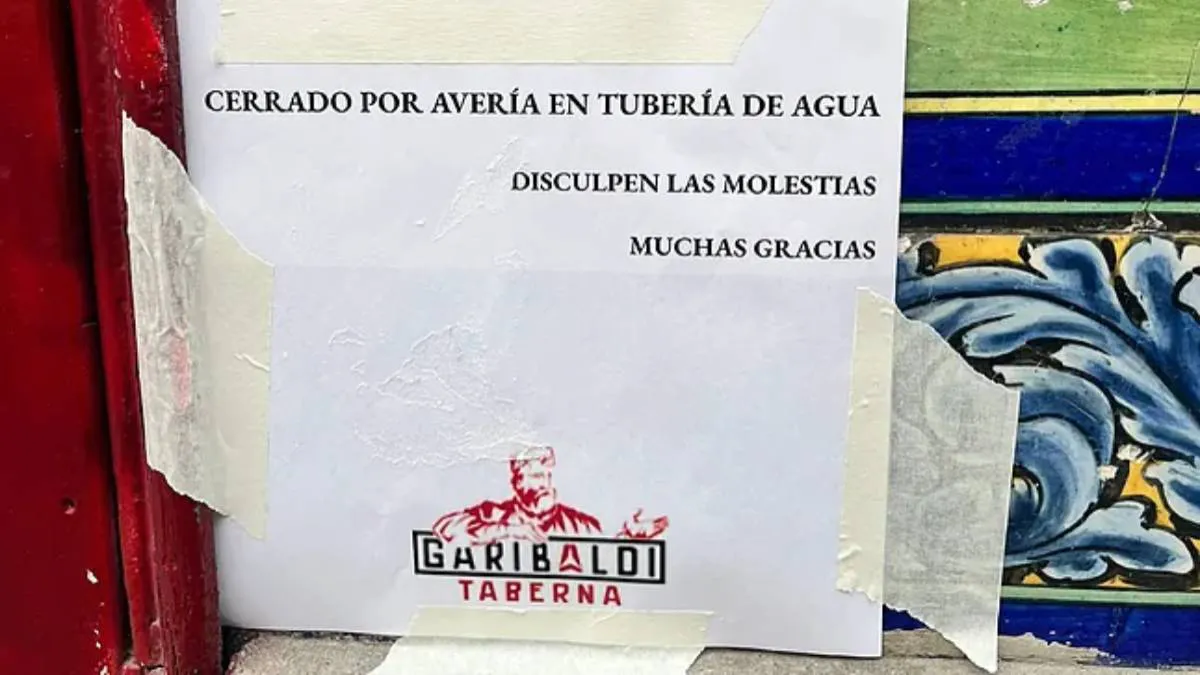 CERRADO POR AVERÍA EN TUBERÍA DE AGUA
DISCULPEN LAS MOLESTIAS
MUCHAS GRACIAS
GARIBALDI
TABERNA